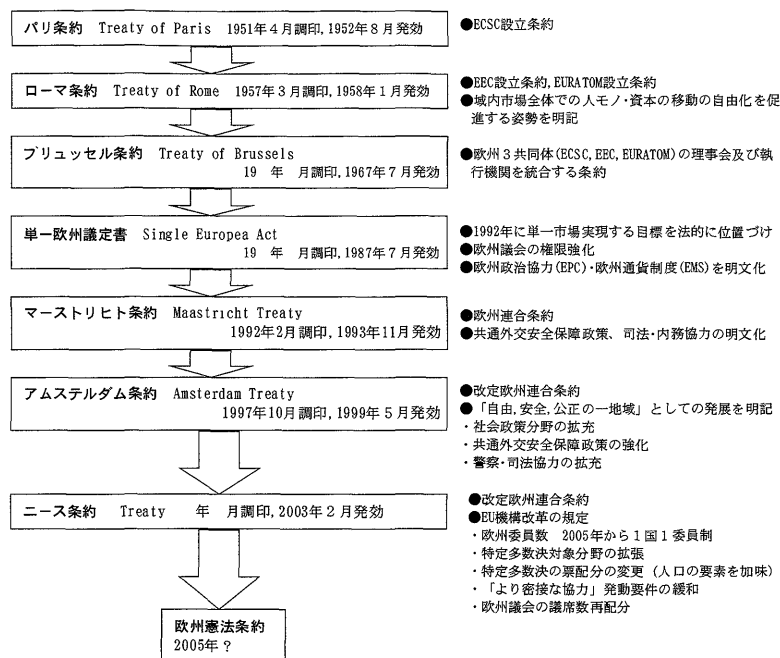 パリ条約 Treaty of Paris 1951年4月調印,1952年8月発効
●ECSC設立条約
ローマ条約 Treaty of Rome 1957年3月調印,1958年1月発効
●EEC設立条約,EURATOM設立条約
●域内市場全体での人モノ・資本の移動の自由化を促
進する姿勢を明記
ブリュッセル条約 Treaty of Brussels
19 年 月調印,1967年7月発効
●欧州3共同体(ECSC,EEC,EURATOM)の理事会及び執
行機関を統合する条約
単一欧州議定書 Single Europea Act
19 年 月調印,1987年7月発効
●1992年に単一市場実現する目標を法的に位置づけ
●欧州議会の権限強化
●欧州政治協力(EPC)・欧州通貨制度(EMS)を明文化
マーストリヒト条約 Maastricht Treaty
1992年2月調印,1993年11月発効
●欧州連合条約
●共通外交安全保障政策、司法・内務協力の明文化
アムステルダム条約 Amsterdam Treaty
1997年10月調印,1999年5月発効
●改定欧州連合条約
●「自由,安全,公正の一地域」としての発展を明記
・社会政策分野の拡充
・共通外交安全保障政策の強化
・警察・司法協力の拡充
ニース条約 Treaty 年 月調印,2003年2月発効
●改定欧州連合条約
●EU機構改革の規定
・欧州委員数 2005年から1国1委員制
・特定多数決対象分野の拡張
・特定多数決の票配分の変更（人口の要素を加味）
・「より密接な協力」発動要件の緩和
・欧州議会の議席数再配分
欧州憲法条約
2005年？